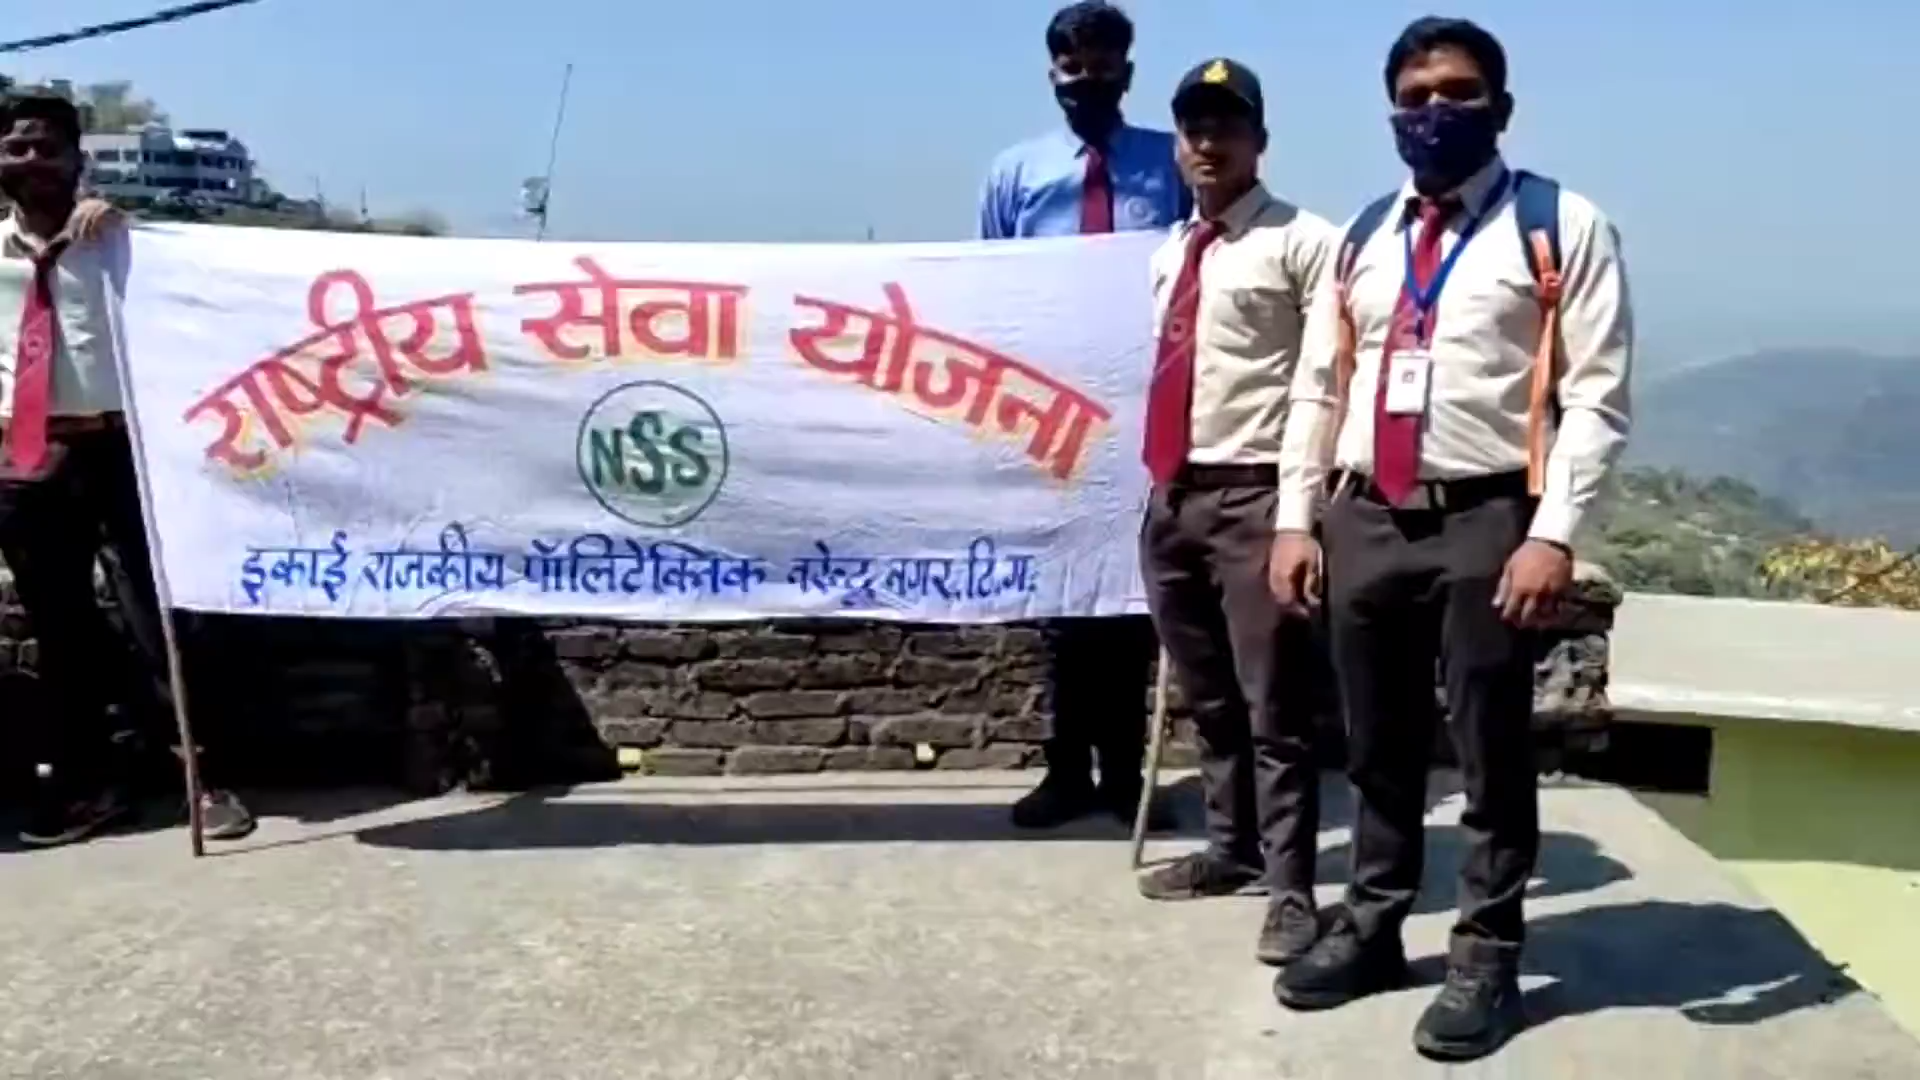 राष्ट्रीय सेवा योजना
NSS
इकाई राजकीय पॉलिटेक्निक नरेन्द्र नगर, टि.ग.